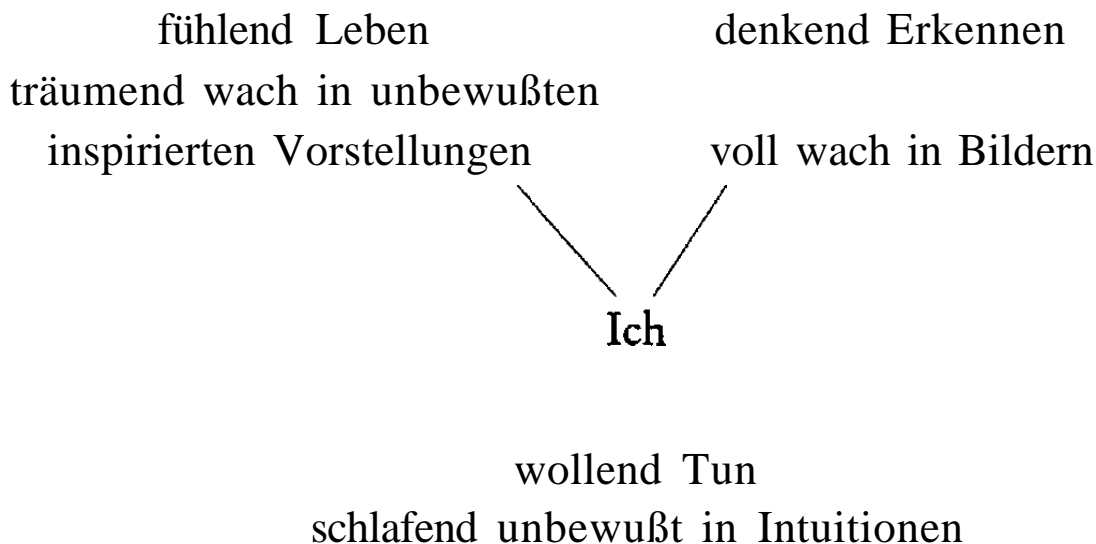 fühlend Leben
denkend Erkennen
träumend wach in unbewußten
inspirierten Vorstellungen
voll wach in Bildern
Ich
wollend Tun
schlafend unbewußt in Intuitionen